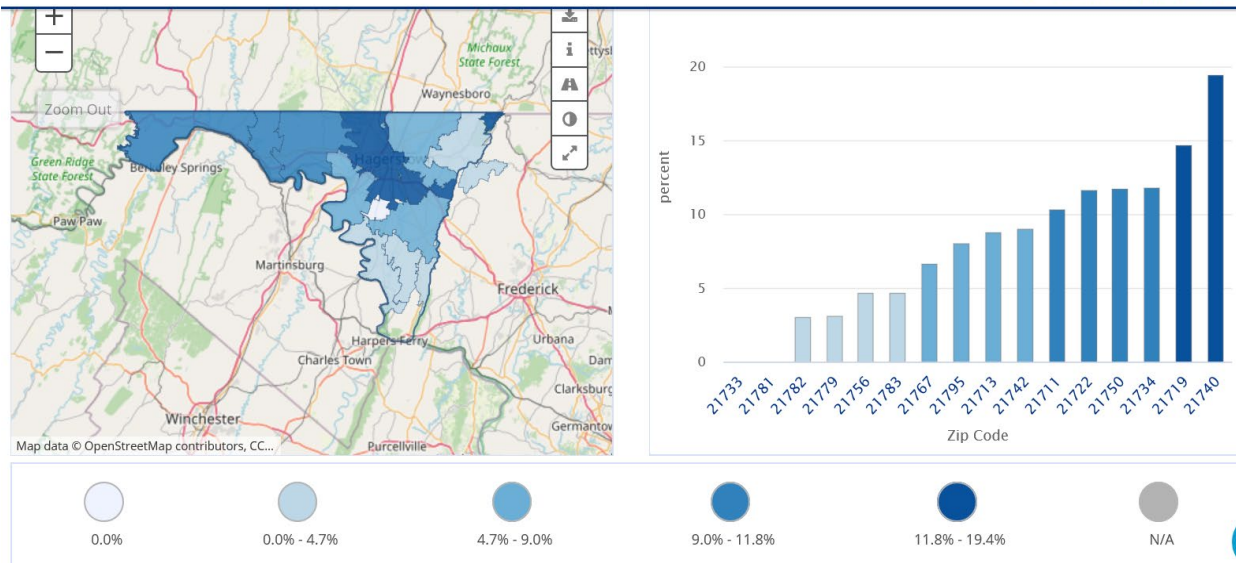 +
−
Zoom Out
Michaux
State Forest
Waynesboro
Hagerstown
Green Ridge
State Forest
Berkeley Springs
Paw Paw
Martinsburg
Frederick
Harpers Ferry
Urbana
Charles Town
Winchester
Purcellville
Map data © OpenStreetMap contributors, CC...
i
20
15
10
5
0
percent
21733
21781
21782
21779
21756
21783
21767
21795
21713
21742
21711
21722
21750
21734
21719
21740
Zip Code
0.0%
0.0% - 4.7%
4.7% - 9.0%
9.0% - 11.8%
11.8% - 19.4%
N/A